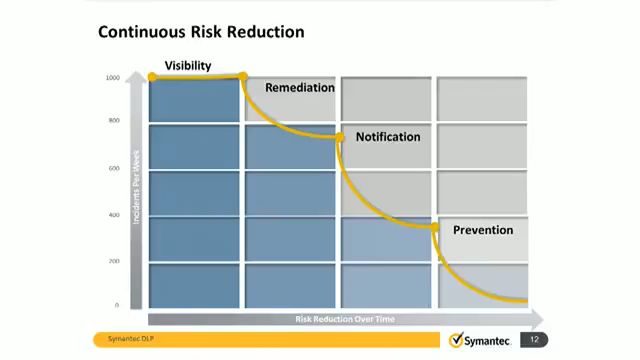 Continuous Risk Reduction
Visibility
Remediation
Notification
Prevention
1000
800
600
400
200
0
Incidents Per Week
Risk Reduction Over Time
Symantec DLP
Symantec.
12